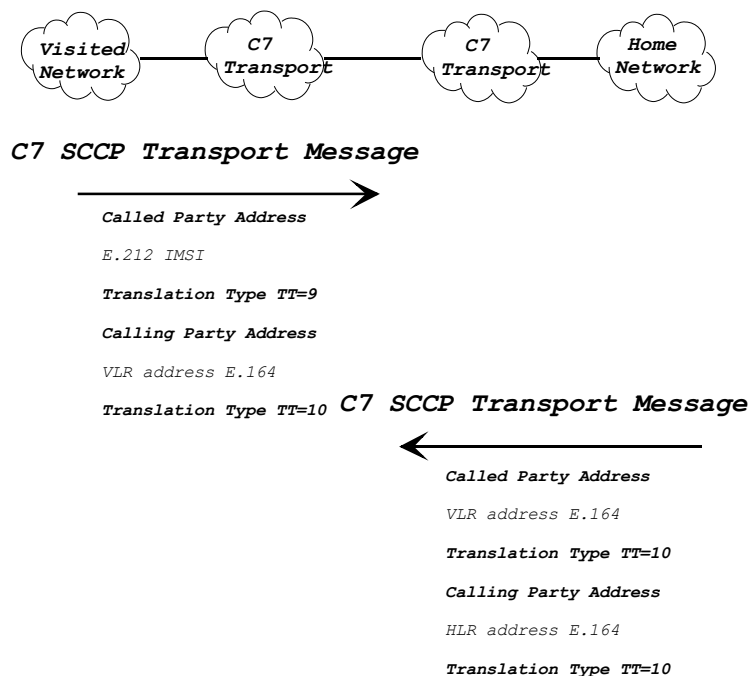 Visited
Network
C7
Transport
C7
Transport
Home
Network
C7 SCCP Transport Message
Called Party Address
E.212 IMSI
Translation Type TT=9
Calling Party Address
VLR address E.164
Translation Type TT=10
C7 SCCP Transport Message
Called Party Address
VLR address E.164
Translation Type TT=10
Calling Party Address
HLR address E.164
Translation Type TT=10